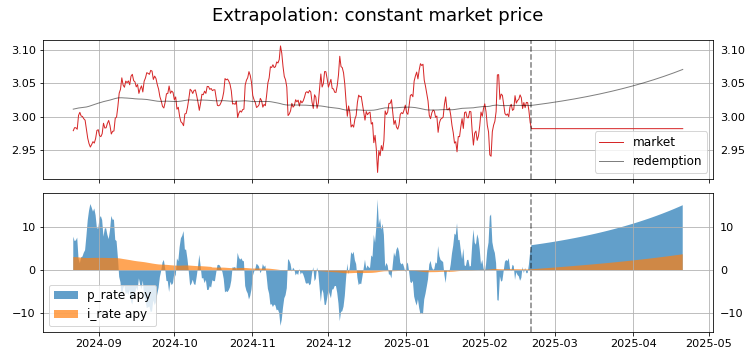 Extrapolation: constant market price
3.10 3.10
3.05 3.05
3.00 3.00
2.95 2.95
market
redemption
10 10
0 0
−10 −10
p_rate apy
i_rate apy
2024-09 2024-10 2024-11 2024-12 2025-01 2025-02 2025-03 2025-04 2025-05